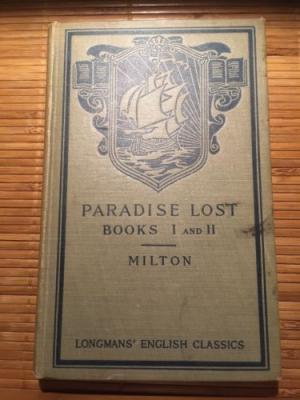 PARADISE LOST
BOOKS I AND II
MILTON
LONGMANS' ENGLISH CLASSICS